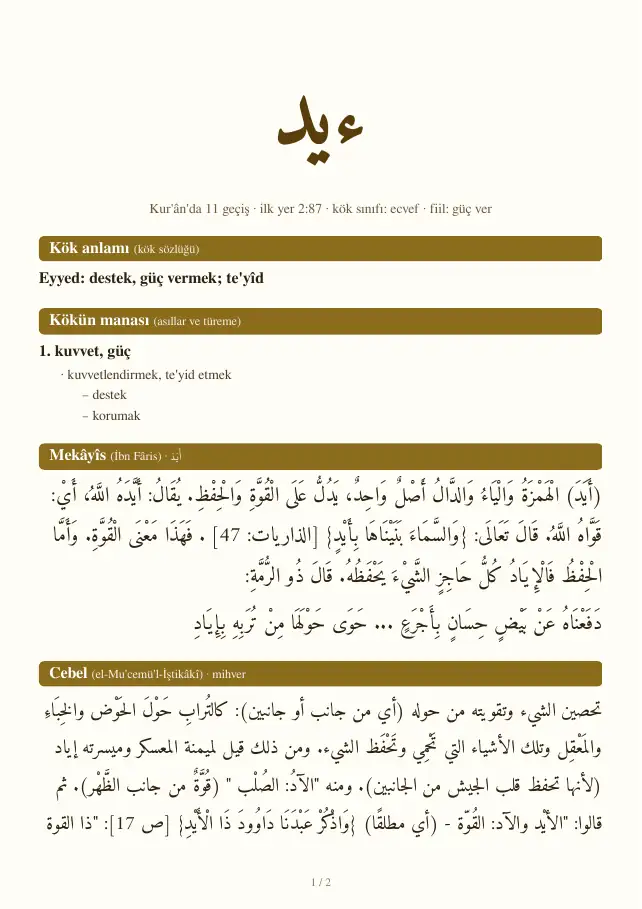 ءيد
Kur'ân'da 11 geçiş · ilk yer 2:87 · kök sınıfı: ecvef · fiil: güç ver
Kök anlamı (kök sözlüğü)
Eyyed: destek, güç vermek; te'yîd
Kökün manası (asıllar ve türeme)
1. kuvvet, güç
· kuvvetlendirmek, te'yid etmek
– destek
– korumak
Mekâyîs (İbn Fâris) · أَيَدَ
(أَيَدَ) الْهَمْزَةُ وَالْيَاءُ وَالدَّالُ أَصْلٌ وَاحِدٌ، يَدُلُّ عَلَى الْقُوَّةِ وَالْحِفْظِ. يُقَالُ: أَيَّدَهُ اللَّهُ، أَيْ:
قَوَّاهُ اللَّهُ. قَالَ تَعَالَى: {وَالسَّمَاءَ بَنَيْنَاهَا بِأَيْدٍ} [الذاريات: 47] . فَهَذَا مَعْنَى الْقُوَّةِ. وَأَمَّا
الْحِفْظُ فَالْإِيَادُ كُلُّ حَاجِزٍ الشَّيْءَ يَحْفَظُهُ. قَالَ ذُو الرُّمَّةِ:
دَفَعْنَاهُ عَنْ بَيْضٍ حِسَانٍ بِأَجْرَعٍ ... حَوَى حَوْلَهَا مِنْ تُرَبِهِ بِإِيَادِ
Cebel (el-Mu'cemü'l-İştikâkî) · mihver
تحصين الشيء وتقويته من حوله (أي من جانب أو جانبين): كالتُرابِ حَوْلَ الحَوْض والخِبَاءِ
والمَعْقِل وتلك الأشياء التي تَحْمِي وتَحْفَظ الشيء. ومن ذلك قيل لميمنة المعسكر وميسرته إياد
(لأنها تحفظ قلب الجيش من الجانبين). ومنه "الآدُ: الصُلْب " (قُوَّةٌ من جانب الظَّهْر). ثم
قالوا: "الأَيْد والآد: القُوّة - (أي مطلقًا) {وَاذْكُرْ عَبْدَنَا دَاوُودَ ذَا الْأَيْدِ} [ص 17]: "ذا القوة
1 / 2